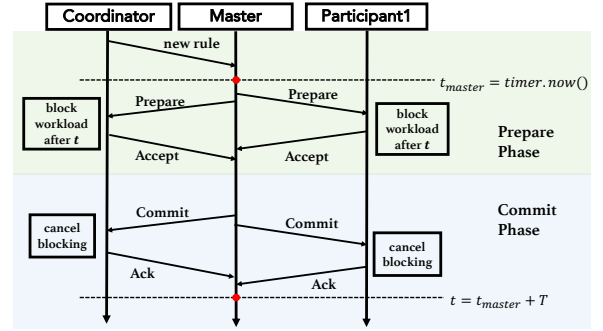 Coordinator Master Participant1
new rule
t_master = timer.now()
Prepare Prepare
block
workload
after t
block
workload
after t
Accept Accept
Prepare
Phase
Commit
Phase
Commit Commit
cancel
blocking
cancel
blocking
Ack Ack
t = t_master + T